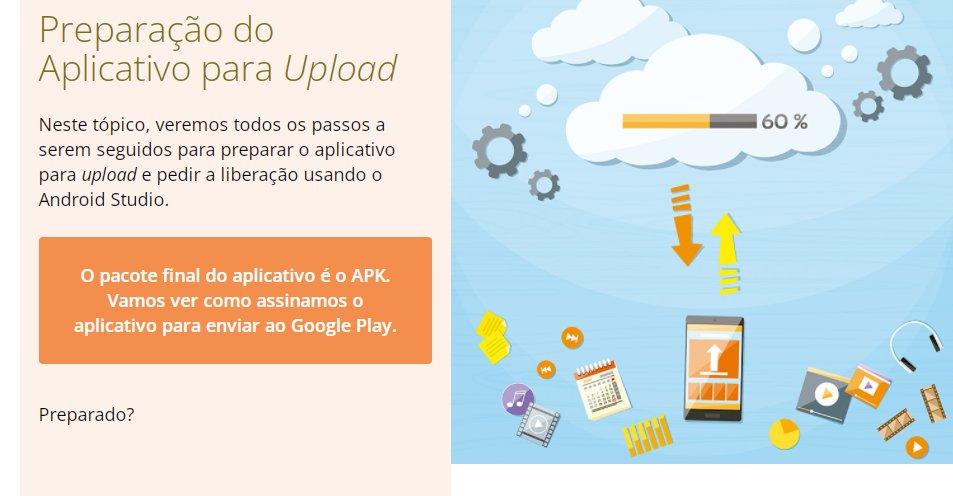 Preparação do
Aplicativo para Upload
Neste tópico, veremos todos os passos a
serem seguidos para preparar o aplicativo
para upload e pedir a liberação usando o
Android Studio.
O pacote final do aplicativo é o APK.
Vamos ver como assinamos o
aplicativo para enviar ao Google Play.
Preparado?
60 %